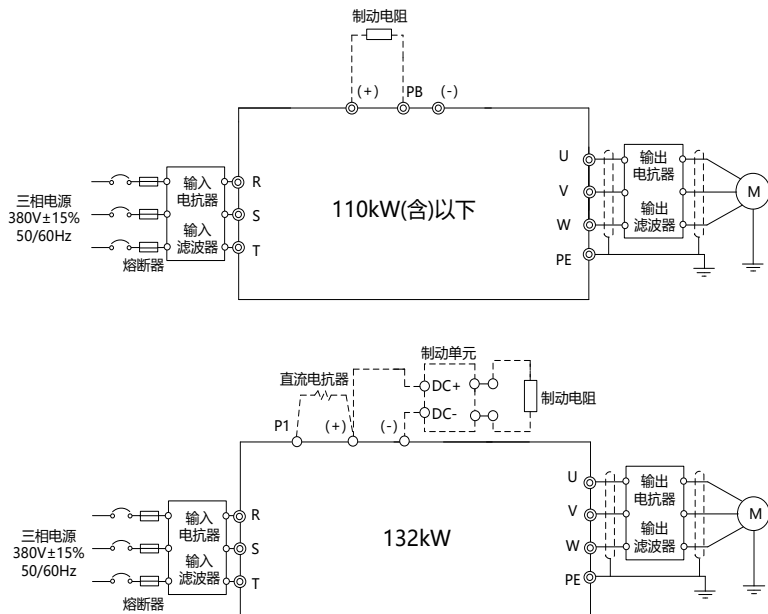 制动电阻
(+)
PB
(-)
三相电源
380V±15%
50/60Hz
熔断器
输入
电抗器
输入
滤波器
R
S
T
110kW(含)以下
U
V
W
PE
输出
电抗器
输出
滤波器
M
直流电抗器
制动单元
DC+
DC-
制动电阻
P1
(+)
(-)
三相电源
380V±15%
50/60Hz
熔断器
输入
电抗器
输入
滤波器
R
S
T
132kW
U
V
W
PE
输出
电抗器
输出
滤波器
M